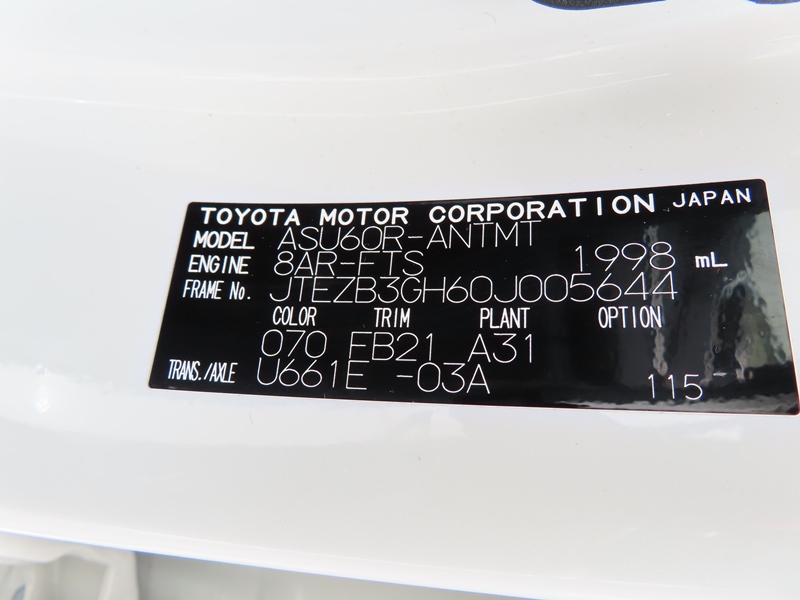 TOYOTA MOTOR CORPORATION JAPAN
MODEL ASU60R-ANTMT
ENGINE 8AR-FTS 1998 mL
FRAME No. JTEZB3GH60J005644
COLOR TRIM PLANT OPTION
070 EB21 A31
TRANS./AXLE U661E -03A 115